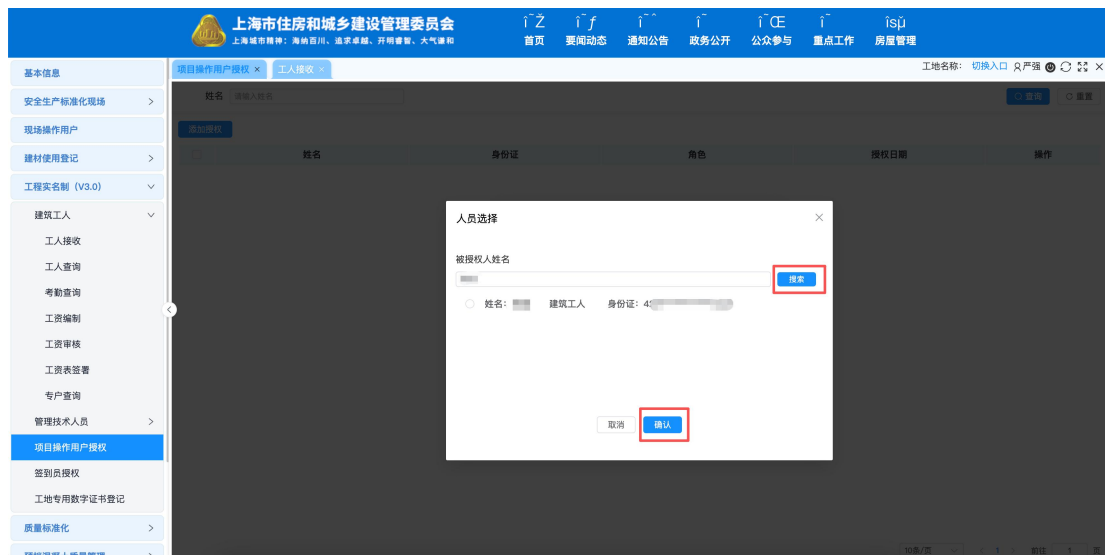 上海市住房和城乡建设管理委员会
上海城市精神：海纳百川、追求卓越、开明睿智、大气谦和
首页 要闻动态 通知公告 政务公开 公众参与 重点工作 房屋管理
基本信息
项目操作用户授权 × 工人接收 ×
工地名称： 切换入口 严强
安全生产标准化现场
姓名 请输入姓名 查询 重置
现场操作用户
添加授权
建材使用登记
姓名 身份证 角色 授权日期 操作
工程实名制（V3.0）
建筑工人
工人接收
工人查询
考勤查询
工资编制
工资审核
工资表签署
专户查询
管理技术人员
项目操作用户授权
签到员授权
工地专用数字证书登记
质量标准化
人员选择
被授权人姓名
搜索
姓名： 建筑工人 身份证：4
取消 确认
10条/页 1 前往 1 页